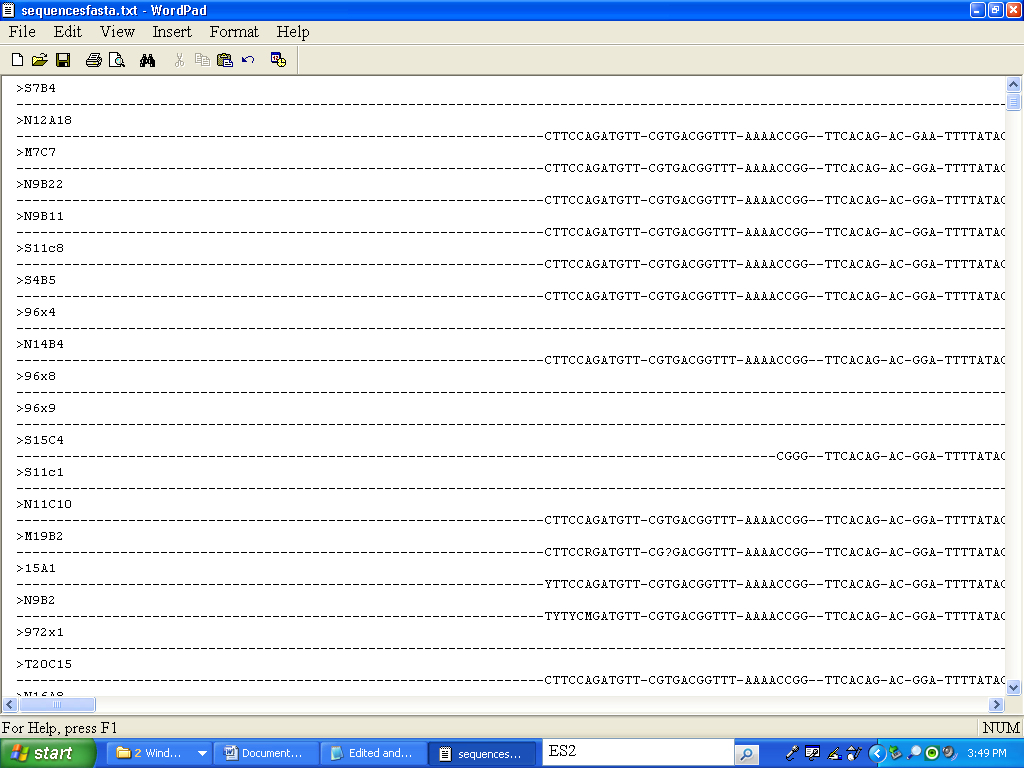 sequencesfasta.txt - WordPad
File Edit View Insert Format Help
>S7B4
----------------------------------------------------------------------------------------------------------------------------
>N12A18
------------------------------------------------------------------CTTCCAGATGTT-CGTGACGGTTT-AAAACCGG--TTCACAG-AC-GAA-TTTTATAC
>M7C7
------------------------------------------------------------------CTTCCAGATGTT-CGTGACGGTTT-AAAACCGG--TTCACAG-AC-GGA-TTTTATAC
>N9B22
------------------------------------------------------------------CTTCCAGATGTT-CGTGACGGTTT-AAAACCGG--TTCACAG-AC-GGA-TTTTATAC
>N9B11
------------------------------------------------------------------CTTCCAGATGTT-CGTGACGGTTT-AAAACCGG--TTCACAG-AC-GGA-TTTTATAC
>S11c8
------------------------------------------------------------------CTTCCAGATGTT-CGTGACGGTTT-AAAACCGG--TTCACAG-AC-GGA-TTTTATAC
>S4B5
------------------------------------------------------------------CTTCCAGATGTT-CGTGACGGTTT-AAAACCGG--TTCACAG-AC-GGA-TTTTATAC
>96x4
----------------------------------------------------------------------------------------------------------------------------
>N14B4
------------------------------------------------------------------CTTCCAGATGTT-CGTGACGGTTT-AAAACCGG--TTCACAG-AC-GGA-TTTTATAC
>96x8
----------------------------------------------------------------------------------------------------------------------------
>96x9
----------------------------------------------------------------------------------------------------------------------------
>S15C4
-----------------------------------------------------------------------------------------------CGGG--TTCACAG-AC-GGA-TTTTATAC
>S11c1
----------------------------------------------------------------------------------------------------------------------------
>N11C10
------------------------------------------------------------------CTTCCAGATGTT-CGTGACGGTTT-AAAACCGG--TTCACAG-AC-GGA-TTTTATAC
>M19B2
------------------------------------------------------------------CTTCCRGATGTT-CG?GACGGTTT-AAAACCGG--TTCACAG-AC-GGA-TTTTATAC
>15A1
------------------------------------------------------------------YTTCCAGATGTT-CGTGACGGTTT-AAAACCGG--TTCACAG-AC-GGA-TTTTATAC
>N9B2
------------------------------------------------------------------TYTYCMGATGTT-CGTGACGGTTT-AAAACCGG--TTCACAG-AC-GGA-TTTTATAC
>972x1
----------------------------------------------------------------------------------------------------------------------------
>T20C15
------------------------------------------------------------------CTTCCAGATGTT-CGTGACGGTTT-AAAACCGG--TTCACAG-AC-GGA-TTTTATAC
>N16A8
For Help, press F1 NUM
start 2 Wind... Document... Edited and... sequences... ES2 3:49 PM